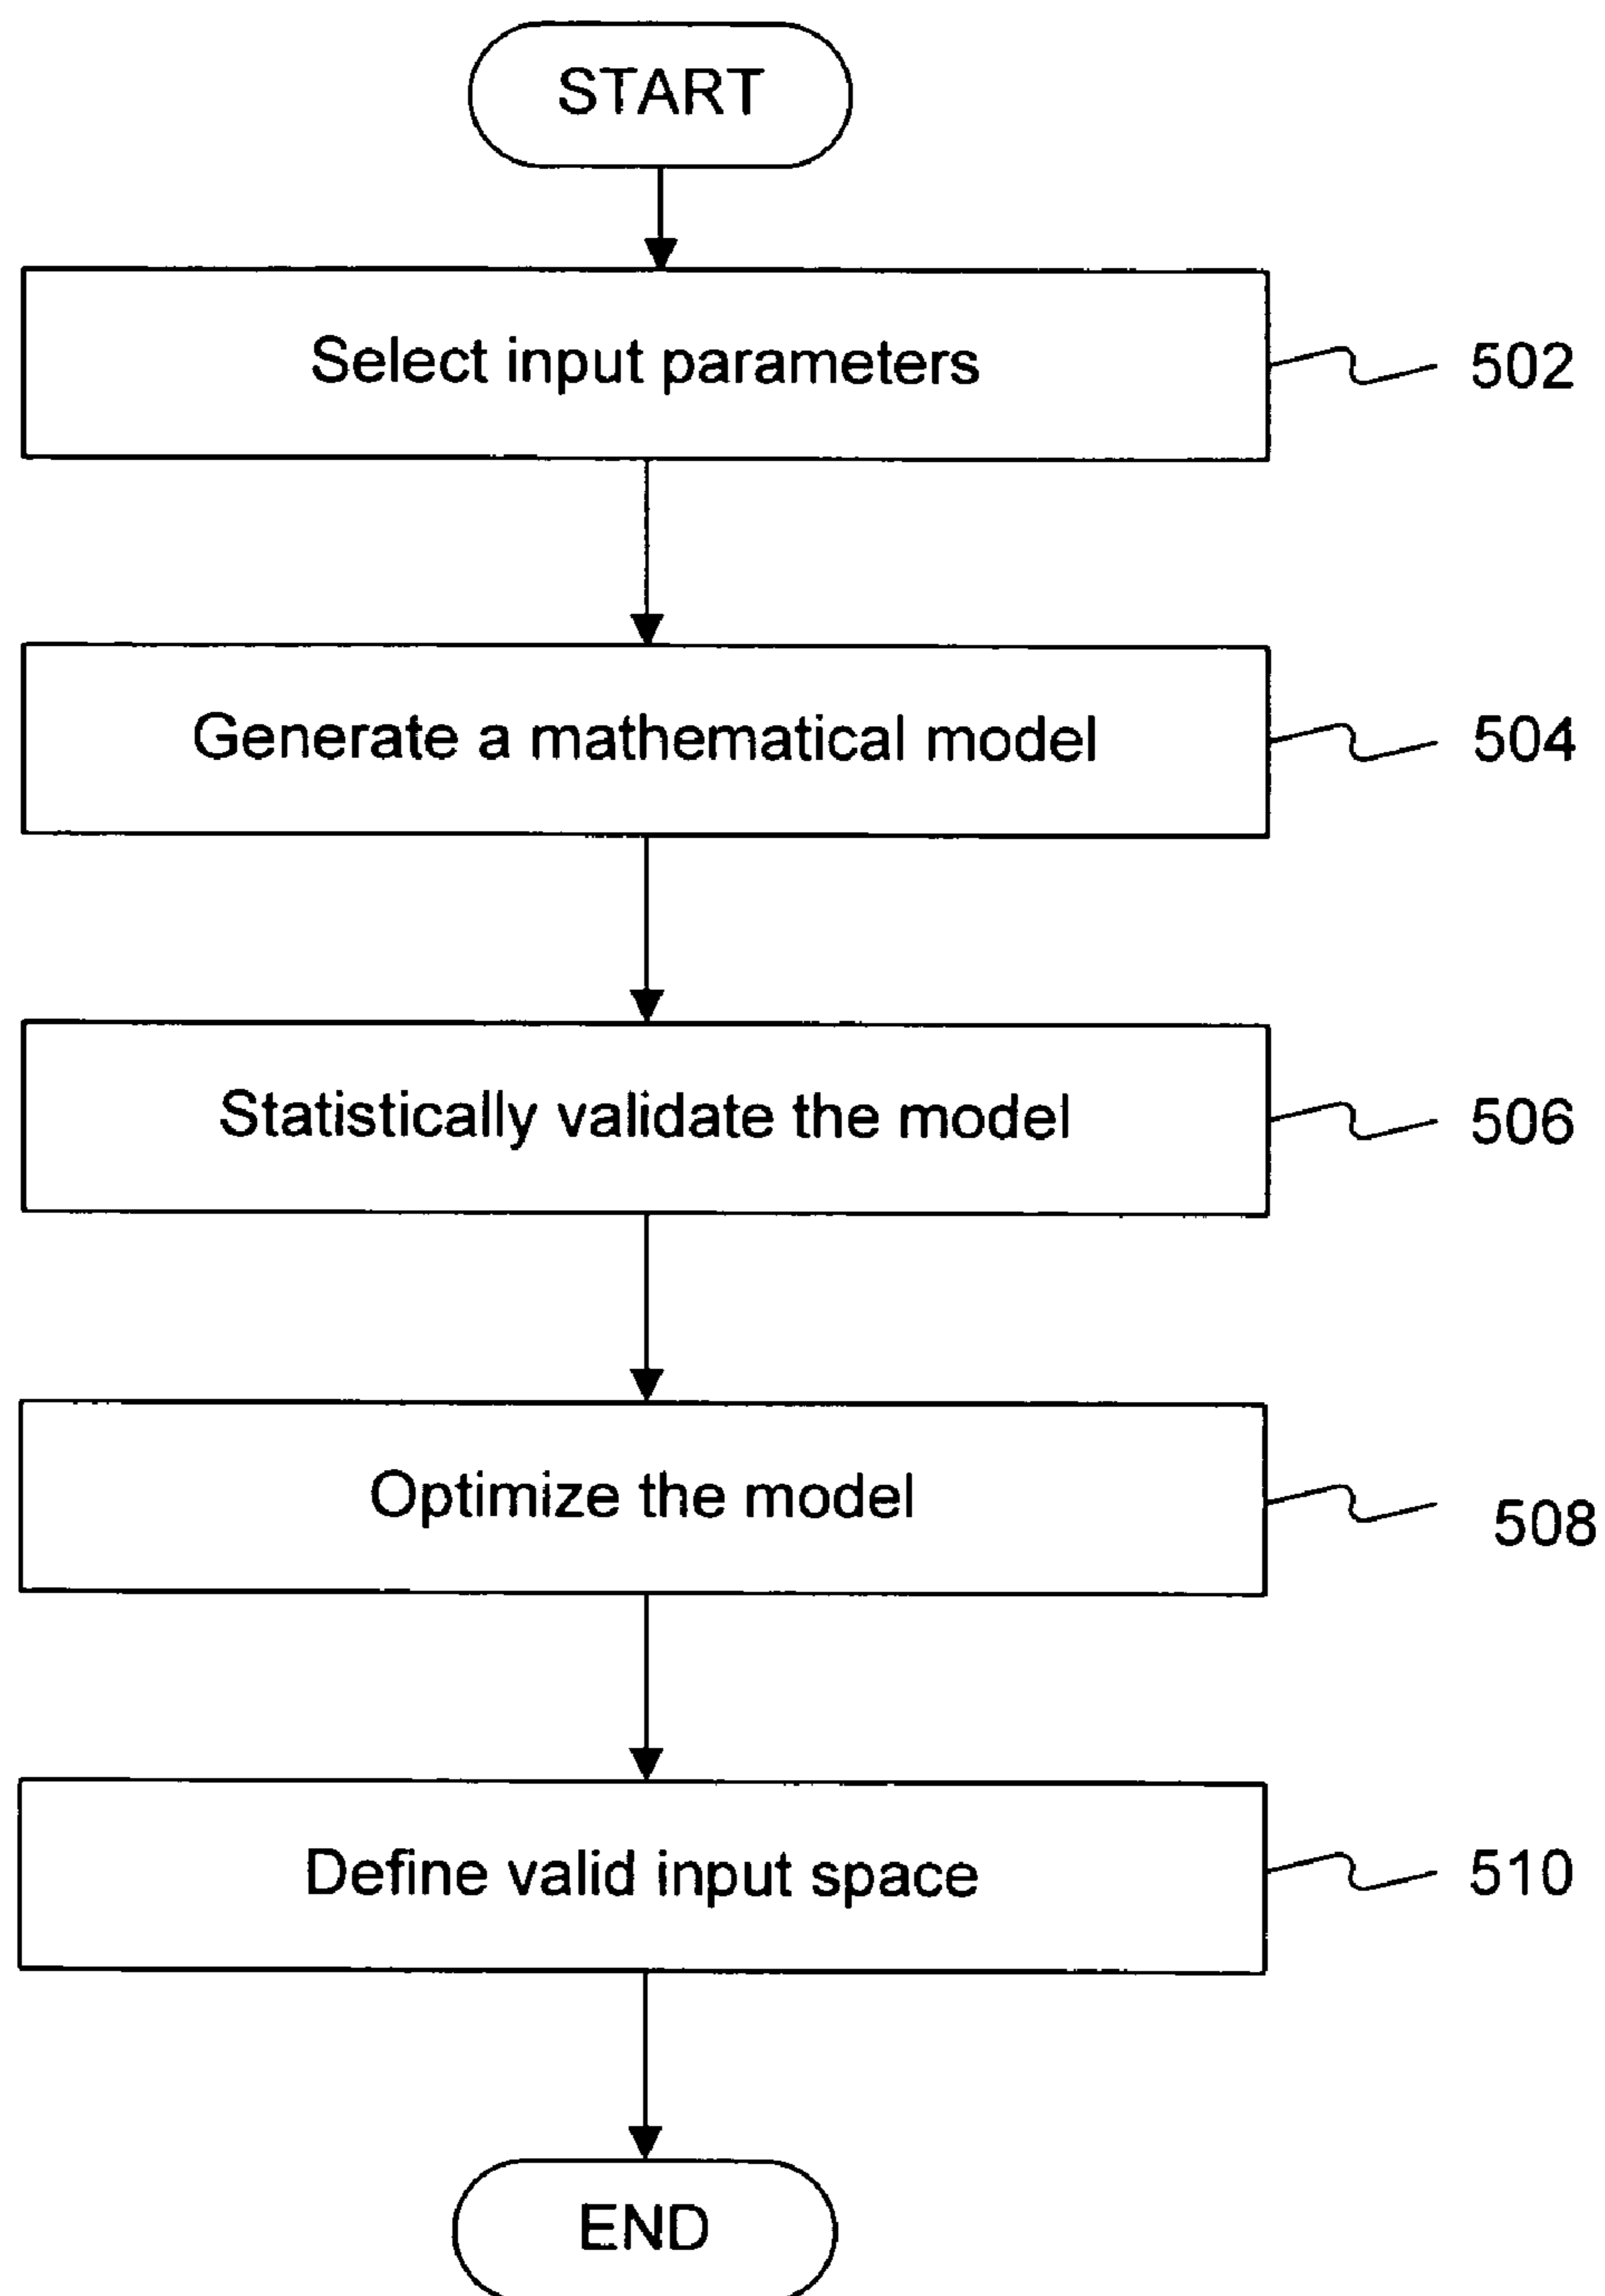 START
Select input parameters
502
Generate a mathematical model
504
Statistically validate the model
506
Optimize the model
508
Define valid input space
510
END